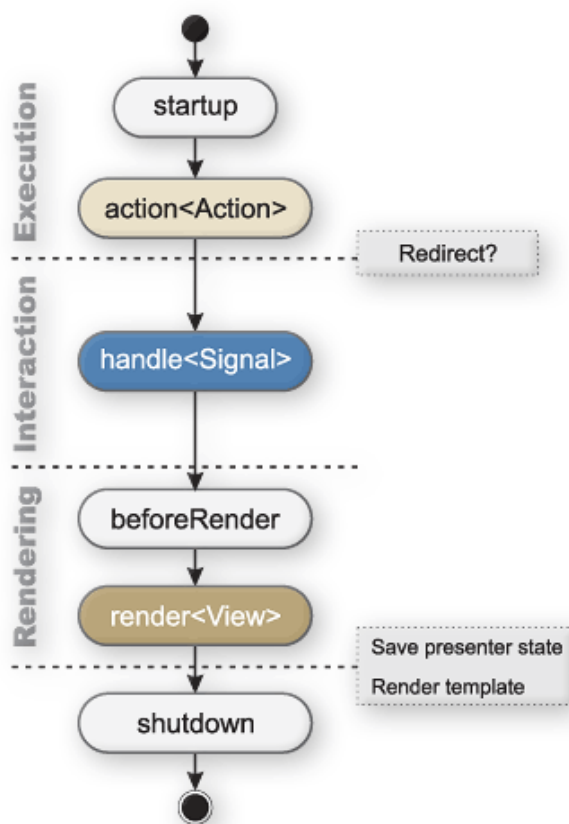 Execution
startup
action<Action>
Redirect?
Interaction
handle<Signal>
Rendering
beforeRender
render<View>
Save presenter state
Render template
shutdown